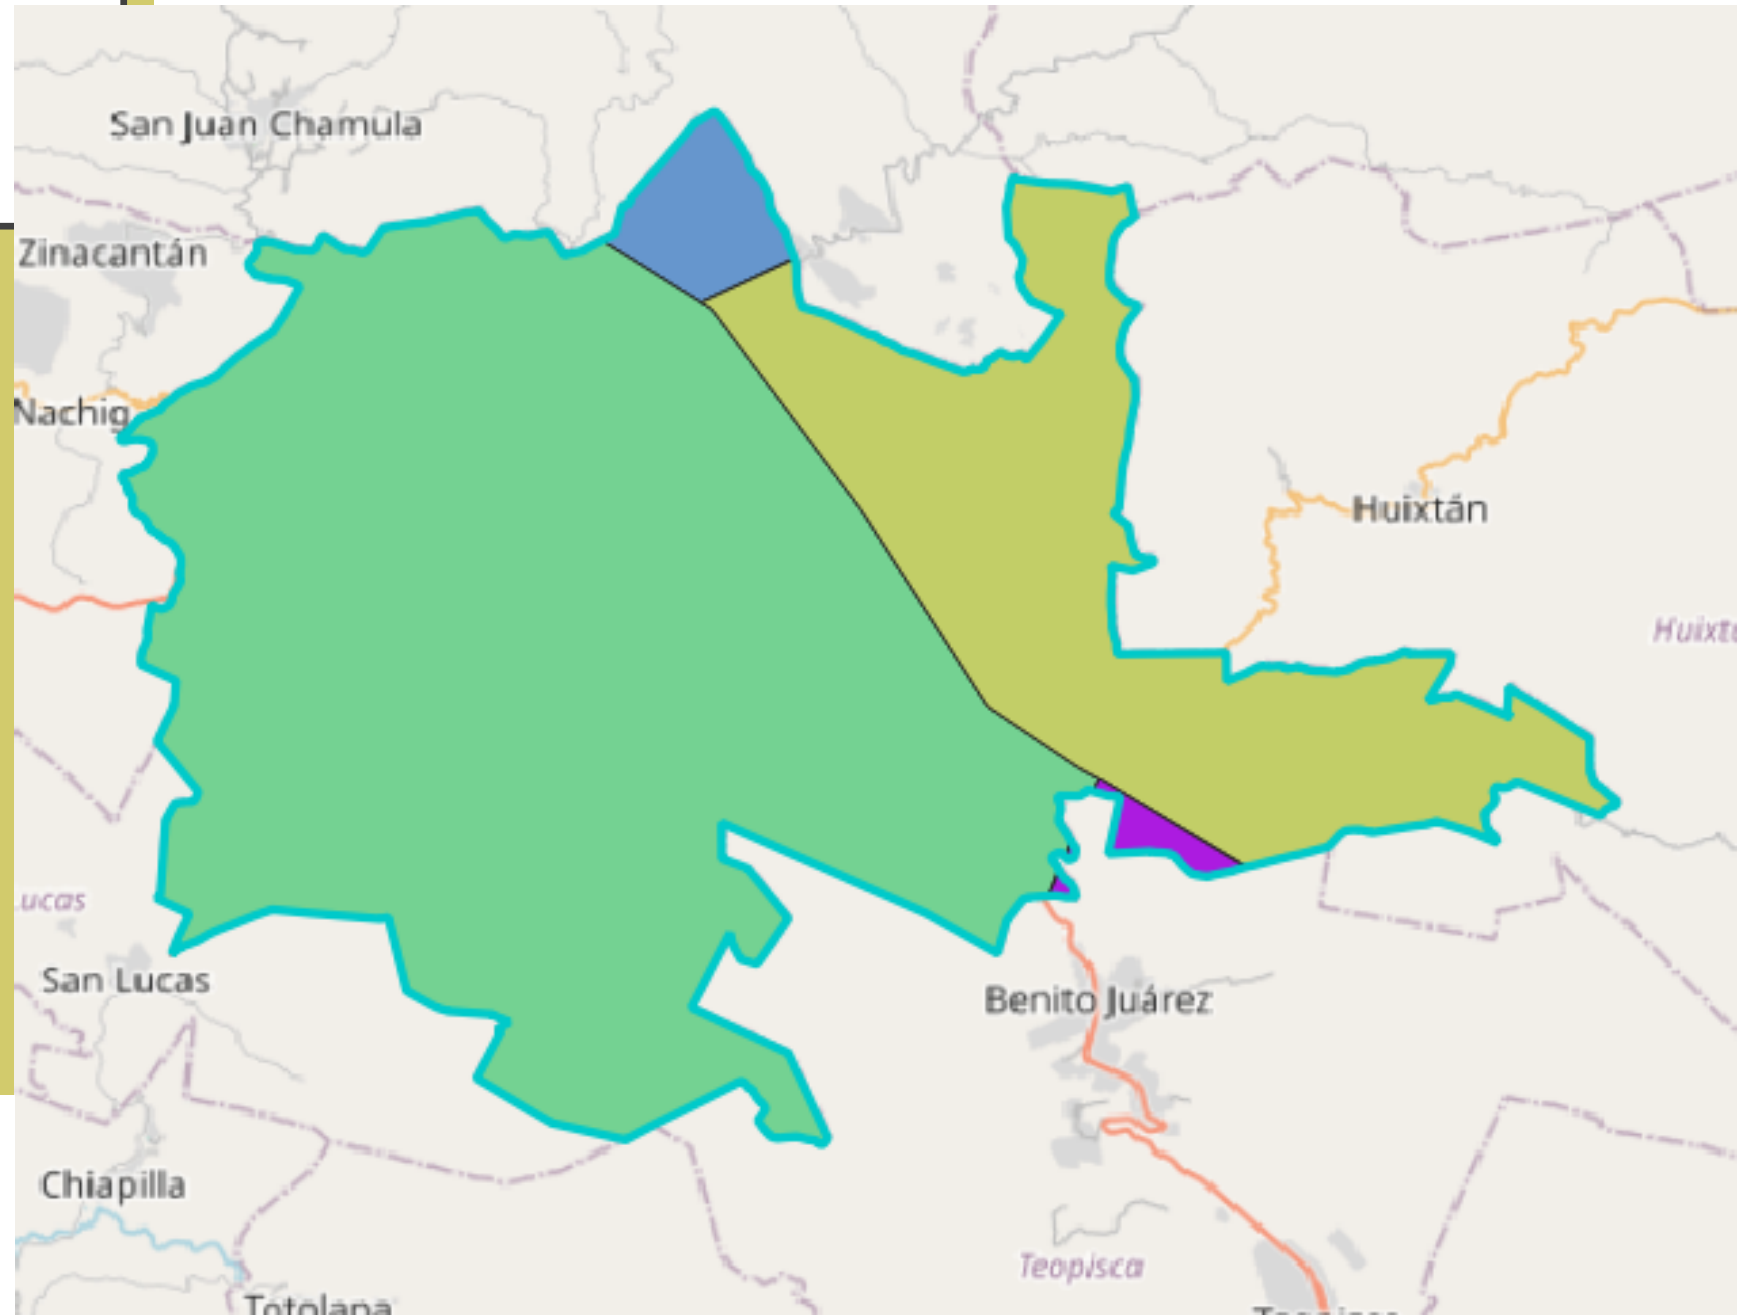 San Juan Chamula
Zinacantán
Nachig
Huixtán
Huixt
ucas
San Lucas
Benito Juárez
Chiapilla
Teopisca
Totolapa